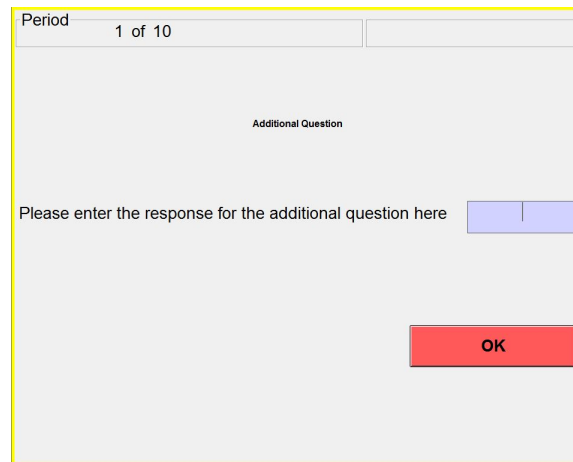 Period
1 of 10
Additional Question
Please enter the response for the additional question here
OK